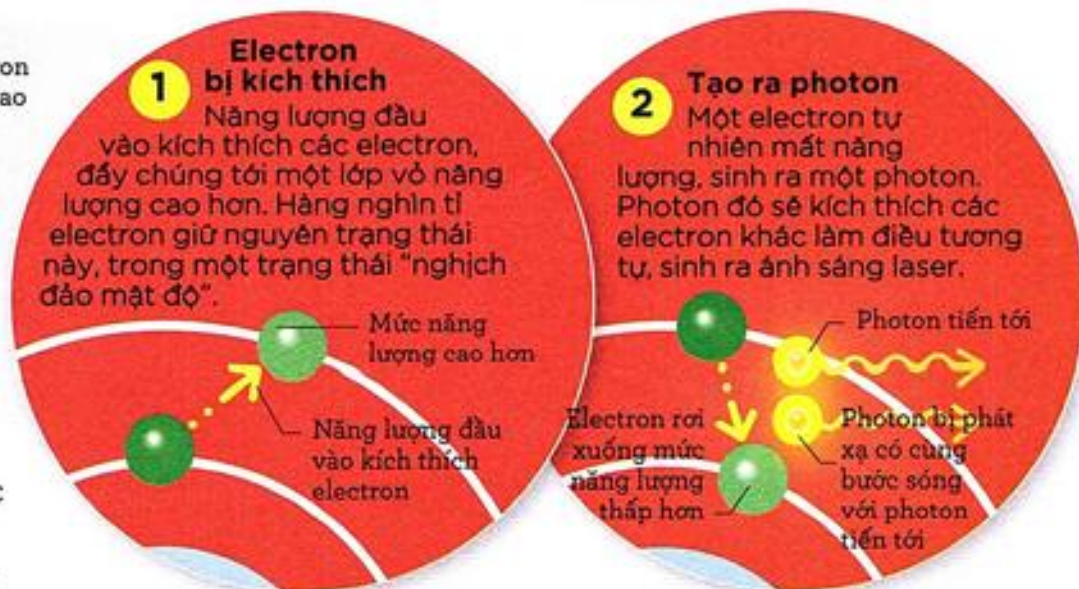 on
ao
1
Electron
bị kích thích
Năng lượng đầu
vào kích thích các electron,
đẩy chúng tới một lớp vỏ năng
lượng cao hơn. Hàng nghìn tỉ
electron giữ nguyên trạng thái
này, trong một trạng thái “nghịch
đảo mật độ”.
Mức năng
lượng cao hơn
Năng lượng đầu
vào kích thích
electron
2
Tạo ra photon
Một electron tự
nhiên mất năng
lượng, sinh ra một photon.
Photon đó sẽ kích thích các
electron khác làm điều tương
tự, sinh ra ánh sáng laser.
Photon tiến tới
Electron rơi
xuống mức
năng lượng
thấp hơn
Photon bị phát
xạ có cùng
bước sóng
với photon
tiến tới